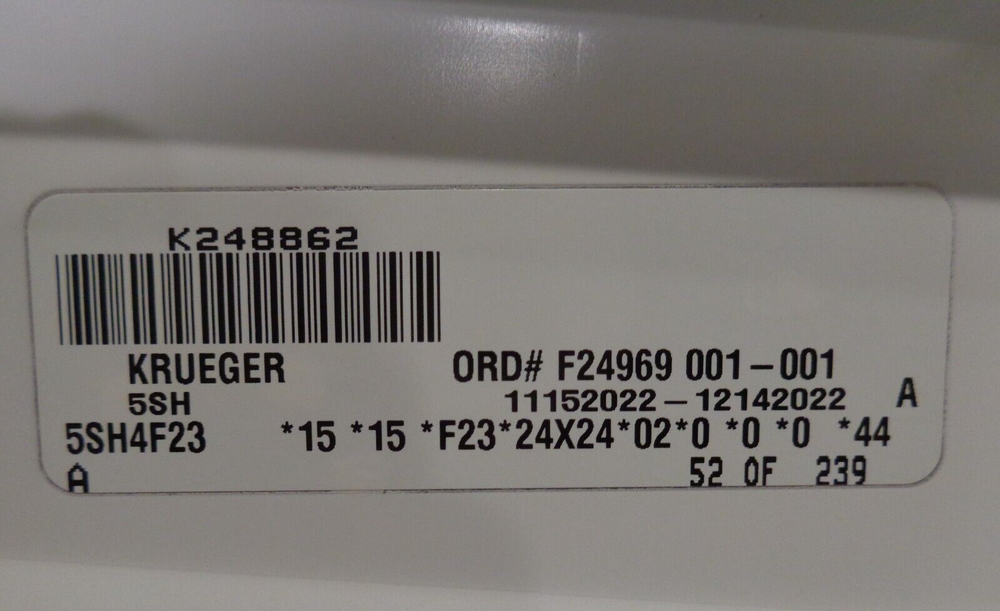 K248862
KRUEGER ORD# F24969 001-001
5SH 11152022-12142022 A
5SH4F23 *15 *15 *F23*24X24*02*0 *0 *0 *44
A 52 OF 239